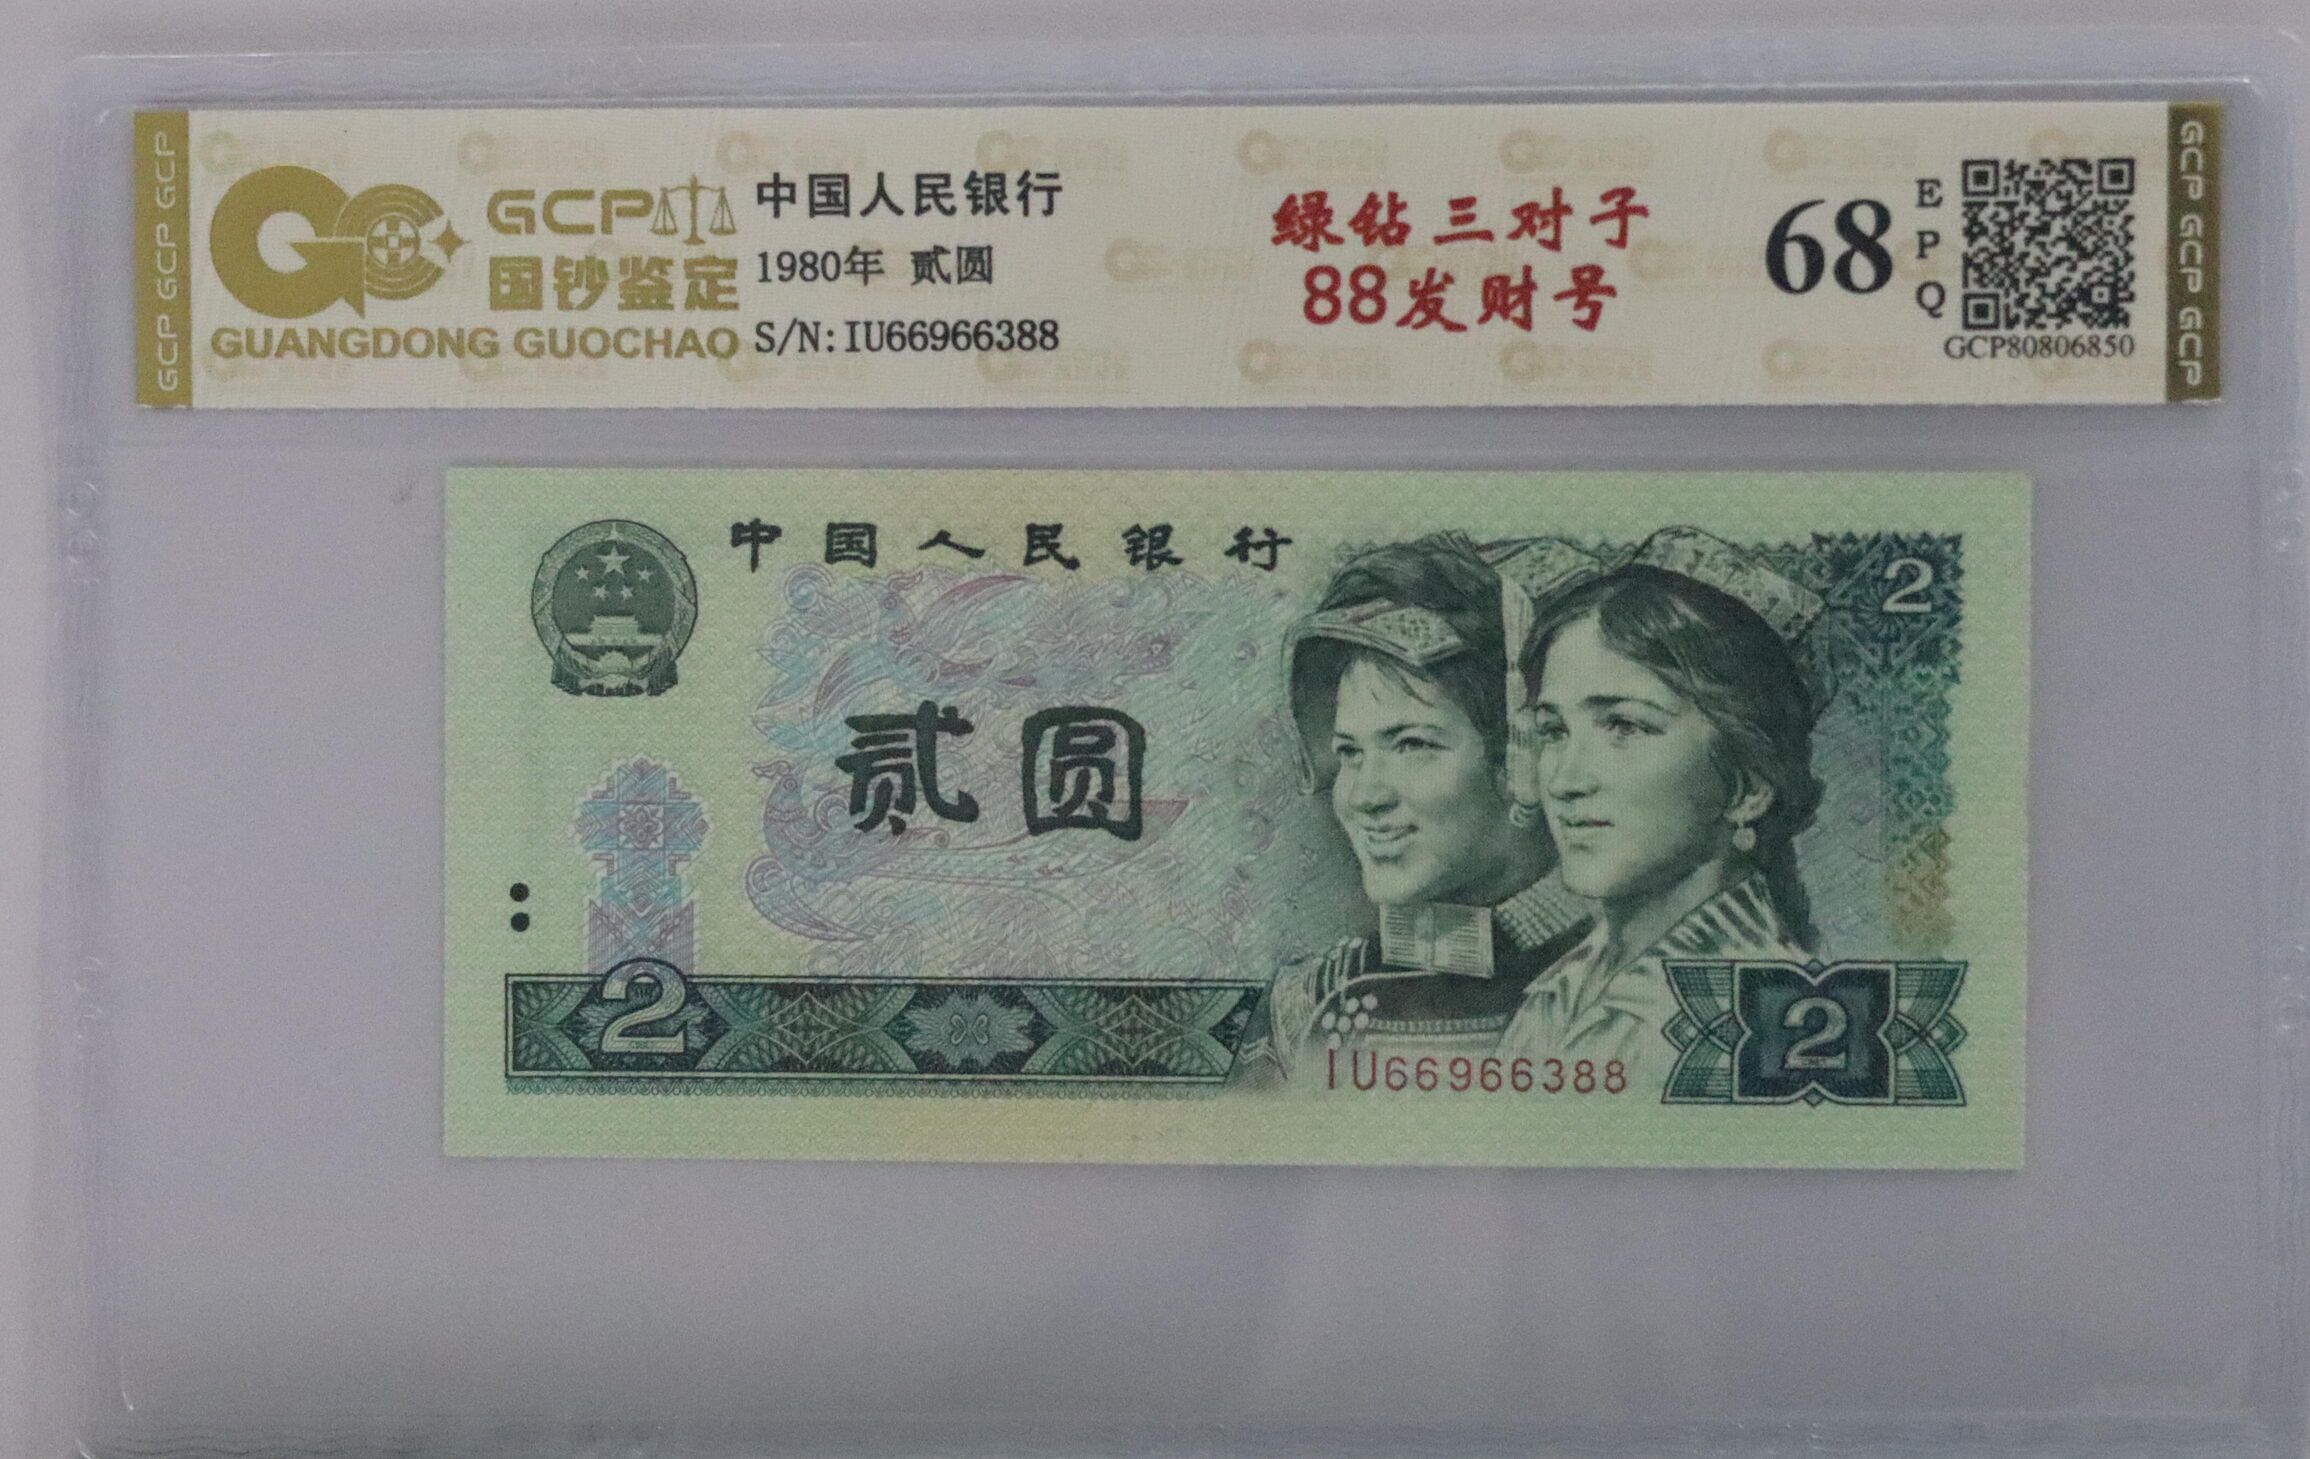 GCP GCP GCP
GCP
国钞鉴定
GUANGDONG GUOCHAO
中国人民银行
1980年 贰圆
S/N:IU66966388
绿钻 三对子
88发财号
68
EPQ
GCP80806850
GCP GCP GCP
中国人民银行
2
贰圆
2
IU66966388
2